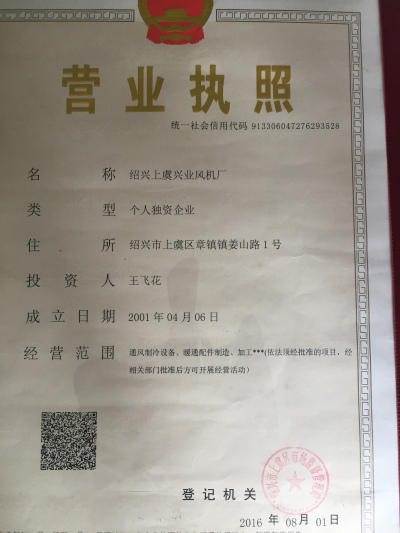 营业执照
统一社会信用代码 913306047276293528
名称 绍兴上虞兴业风机厂
类型 个人独资企业
住所 绍兴市上虞区章镇镇姜山路1号
投资人 王飞花
成立日期 2001年04月06日
经营范围 通风制冷设备、暖通配件制造、加工***(依法须经批准的项目,经
相关部门批准后方可开展经营活动)
登记机关
2016年08月01日